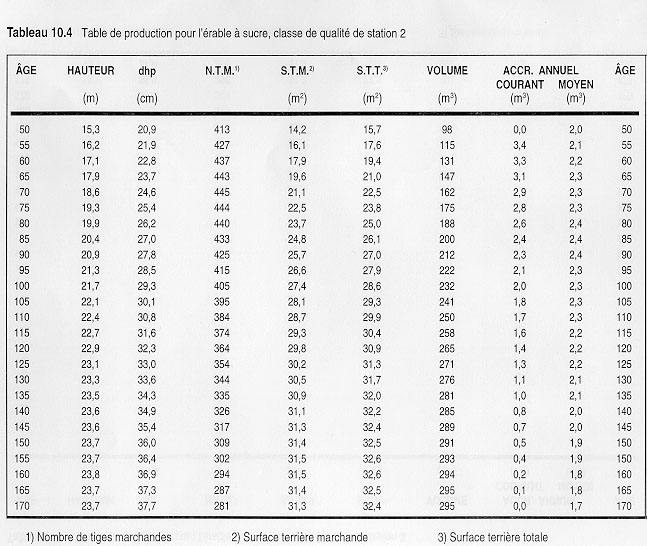 Tableau 10.4 Table de production pour l'érable à sucre, classe de qualité de station 2
ÂGE HAUTEUR dhp N.T.M.1) S.T.M.2) S.T.T.3) VOLUME ACCR. ANNUEL ÂGE
COURANT MOYEN
(m) (cm) (m²) (m²) (m³) (m³) (m³)
50 15,3 20,9 413 14,2 15,7 98 0,0 2,0 50
55 16,2 21,9 427 16,1 17,6 115 3,4 2,1 55
60 17,1 22,8 437 17,9 19,4 131 3,3 2,2 60
65 17,9 23,7 443 19,6 21,0 147 3,1 2,3 65
70 18,6 24,6 445 21,1 22,5 162 2,9 2,3 70
75 19,3 25,4 444 22,5 23,8 175 2,8 2,3 75
80 19,9 26,2 440 23,7 25,0 188 2,6 2,4 80
85 20,4 27,0 433 24,8 26,1 200 2,4 2,4 85
90 20,9 27,8 425 25,7 27,0 212 2,3 2,4 90
95 21,3 28,5 415 26,6 27,9 222 2,1 2,3 95
100 21,7 29,3 405 27,4 28,6 232 2,0 2,3 100
105 22,1 30,1 395 28,1 29,3 241 1,8 2,3 105
110 22,4 30,8 384 28,7 29,9 250 1,7 2,3 110
115 22,7 31,6 374 29,3 30,4 258 1,6 2,2 115
120 22,9 32,3 364 29,8 30,9 265 1,4 2,2 120
125 23,1 33,0 354 30,2 31,3 271 1,3 2,2 125
130 23,3 33,6 344 30,5 31,7 276 1,1 2,1 130
135 23,5 34,3 335 30,9 32,0 281 1,0 2,1 135
140 23,6 34,9 326 31,1 32,2 285 0,8 2,0 140
145 23,6 35,4 317 31,3 32,4 289 0,7 2,0 145
150 23,7 36,0 309 31,4 32,5 291 0,5 1,9 150
155 23,7 36,4 302 31,5 32,6 293 0,4 1,9 155
160 23,8 36,9 294 31,5 32,6 294 0,2 1,8 160
165 23,7 37,3 287 31,4 32,5 295 0,1 1,8 165
170 23,7 37,7 281 31,3 32,4 295 0,0 1,7 170
1) Nombre de tiges marchandes 2) Surface terrière marchande 3) Surface terrière totale